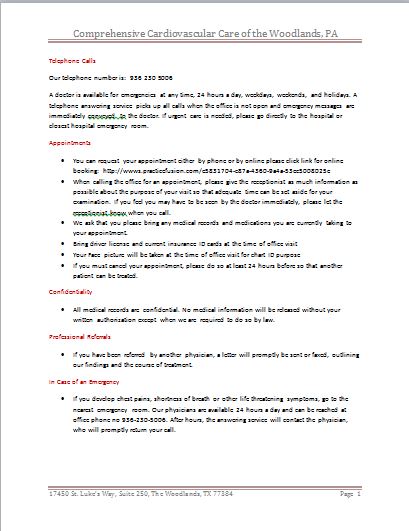 Comprehensive Cardiovascular Care of the Woodlands, PA
Telephone Calls
Our telephone number is: 936 230 5006
A doctor is available for emergencies at any time, 24 hours a day, weekdays, weekends, and holidays. A
telephone answering service picks up all calls when the office is not open and emergency messages are
immediately conveyed, to the doctor. If urgent care is needed, please go directly to the hospital or
closest hospital emergency room.
Appointments
• You can request your appointment either by phone or by online please click link for online
booking: http://www.practicefusion.com/
• When calling the office for an appointment, please give the receptionist as much information as
possible about the purpose of your visit so that adequate time can be set aside for your
examination. If you feel you may have to be seen by the doctor immediately, please let the
receptionist know when you call.
• We ask that you please bring any medical records and medications you are currently taking to
your appointment.
• Bring driver license and current insurance ID cards at the time of office visit
• Your Face picture will be taken at the time of office visit for chart ID purpose
• If you must cancel your appointment, please do so at least 24 hours before so that another
patient can be treated.
Confidentiality
• All medical records are confidential. No medical information will be released without your
written authorisation except when we are required to do so by law.
Professional Referrals
• If you have been referred by another physician, a letter will promptly be sent or faxed, outlining
our findings and the course of treatment.
In Case of an Emergency
• If you develop chest pains, shortness of breath or other life threatening symptoms, go to the
nearest emergency room. Our physicians are available 24 hours a day and can be reached at
office phone no 936-230-5006. After hours, the answering service will contact the physician,
who will promptly return your call.
17450 St. Luke's Way, Suite 250, The Woodlands, TX 77384 Page 1